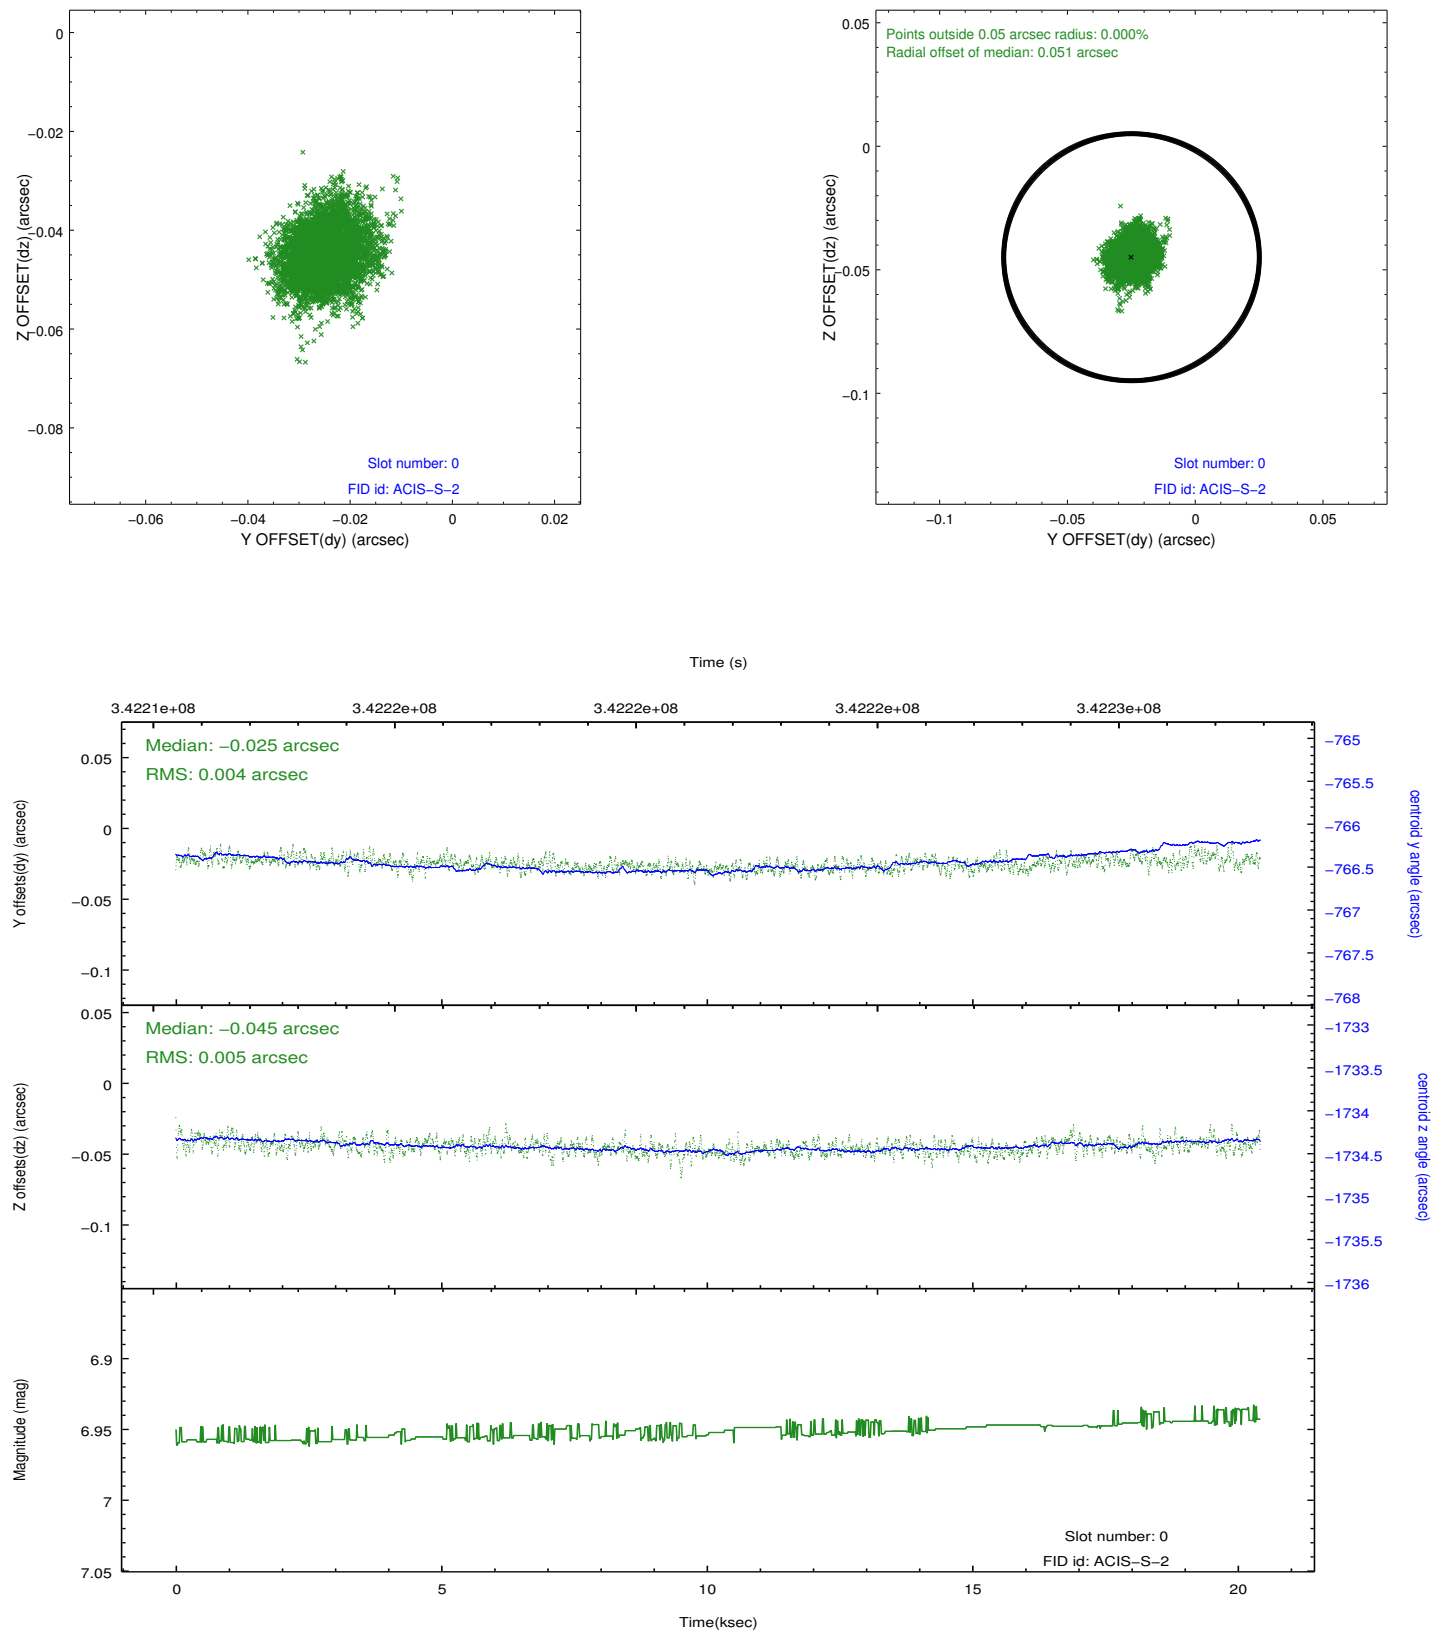 0
−0.02
−0.04
−0.06
−0.08
Z OFFSET(dz) (arcsec)
Slot number: 0
FID id: ACIS−S−2
−0.06
−0.04
−0.02
0
0.02
Y OFFSET(dy) (arcsec)
Points outside 0.05 arcsec radius: 0.000%
Radial offset of median: 0.051 arcsec
0.05
0
−0.05
−0.1
Z OFFSET(dz) (arcsec)
Slot number: 0
FID id: ACIS−S−2
−0.1
−0.05
0
0.05
Y OFFSET(dy) (arcsec)
Time (s)
3.4221e+08
3.4222e+08
3.4222e+08
3.4222e+08
3.4223e+08
Median: −0.025 arcsec
RMS: 0.004 arcsec
0.05
0
−0.05
−0.1
Y offsets(dy) (arcsec)
−765
−765.5
−766
−766.5
−767
−767.5
−768
centroid y angle (arcsec)
Median: −0.045 arcsec
RMS: 0.005 arcsec
0.05
0
−0.05
−0.1
Z offsets(dz) (arcsec)
−1733
−1733.5
−1734
−1734.5
−1735
−1735.5
−1736
centroid z angle (arcsec)
6.9
6.95
7
7.05
Magnitude (mag)
Slot number: 0
FID id: ACIS−S−2
0
5
10
15
20
Time(ksec)